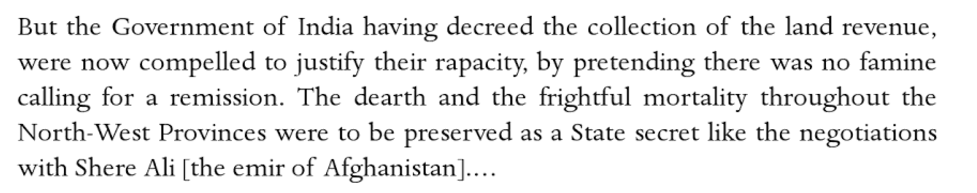 But the Government of India having decreed the collection of the land revenue,
were now compelled to justify their rapacity, by pretending there was no famine
calling for a remission. The dearth and the frightful mortality throughout the
North-West Provinces were to be preserved as a State secret like the negotiations
with Shere Ali [the emir of Afghanistan]....